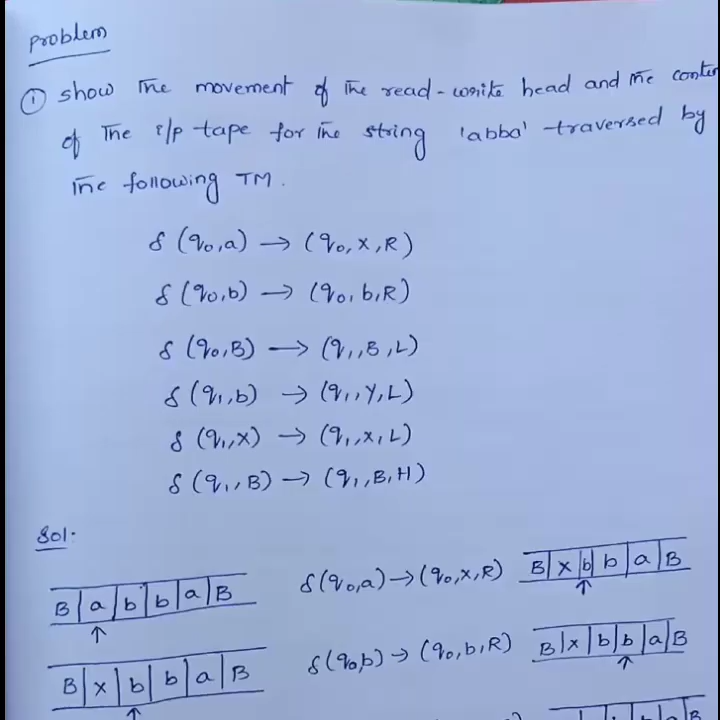 Problem
① show The movement of The read-write head and the conten
of The i/p tape for the string 'abba' traversed by
the following TM.
δ (q₀,a) → (q₀,X,R)
δ (q₀,b) → (q₀,b,R)
δ (q₀,B) → (q₁,B,L)
δ (q₁,b) → (q₁,Y,L)
δ (q₁,X) → (q₁,X,L)
δ (q₁,B) → (q₁,B,H)
Sol.
B|a|b|b|a|B δ(q₀,a)→(q₀,X,R) B|X|b|b|a|B
↑ ↑
B|X|b|b|a|B δ(q₀,b)→(q₀,b,R) B|X|b|b|a|B
↑ ↑